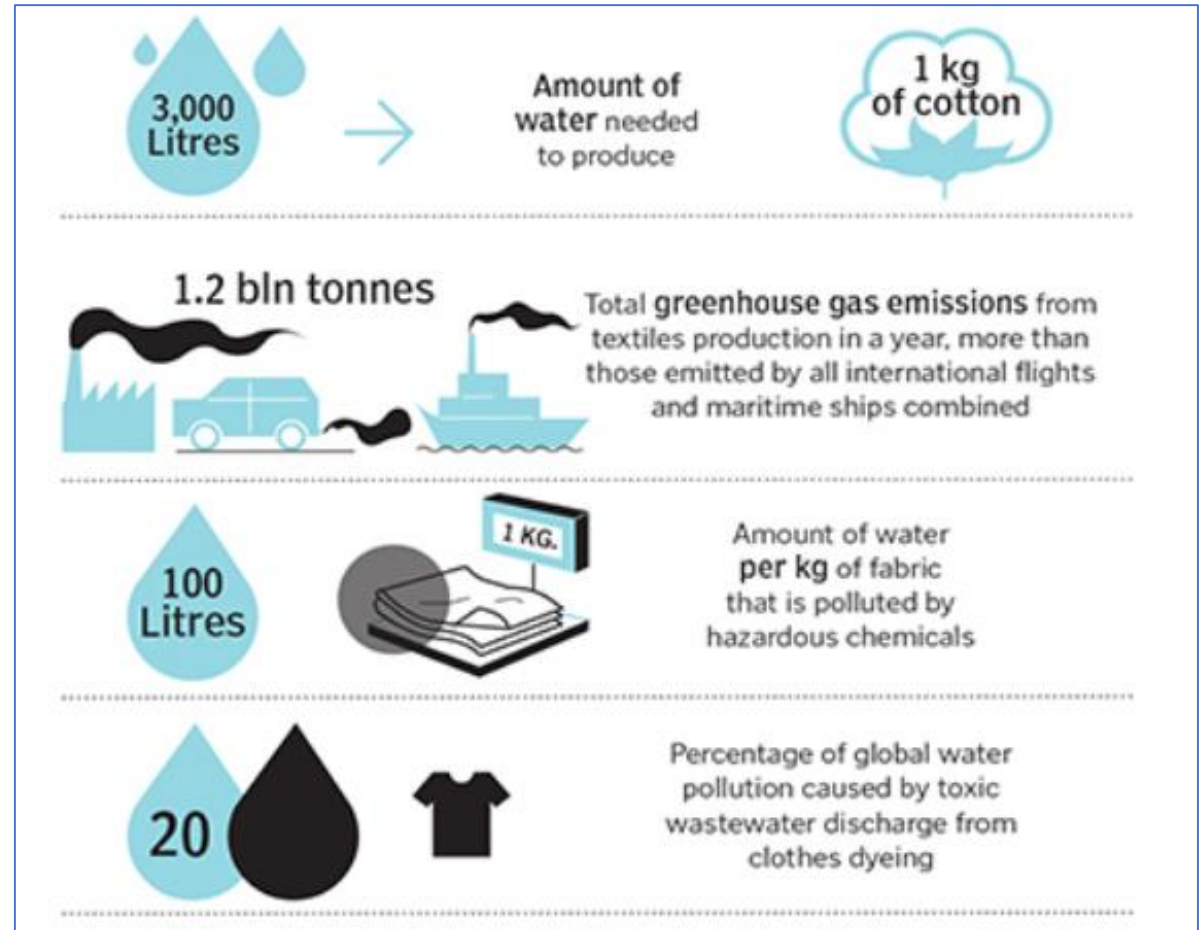 3,000
Litres
Amount of
water needed
to produce
1 kg
of cotton
1.2 bln tonnes
Total greenhouse gas emissions from
textiles production in a year, more than
those emitted by all international flights
and maritime ships combined
100
Litres
1 KG.
Amount of water
per kg of fabric
that is polluted by
hazardous chemicals
20
Percentage of global water
pollution caused by toxic
wastewater discharge from
clothes dyeing